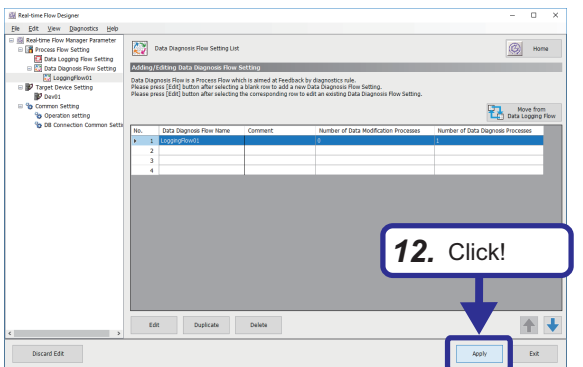 Real-time Flow Designer
File Edit View Diagnostics Help
Real-time Flow Manager Parameter
Process Flow Setting
Data Logging Flow Setting
Data Diagnosis Flow Setting
LoggingFlow01
Target Device Setting
Dev01
Common Setting
Operation setting
DB Connection Common Setti
Data Diagnosis Flow Setting List
Home
Adding/Editing Data Diagnosis Flow Setting
Data Diagnosis Flow is a Process Flow which is aimed at Feedback by diagnostics rule.
Please press [Edit] button after selecting a blank row to add a new Data Diagnosis Flow Setting.
Please press [Edit] button after selecting the corresponding row to edit an existing Data Diagnosis Flow Setting.
Move from
Data Logging Flow
No. Data Diagnosis Flow Name Comment Number of Data Modification Processes Number of Data Diagnosis Processes
1 LoggingFlow01 0 1
2
3
4
12. Click!
Edit Duplicate Delete
Discard Edit Apply Exit